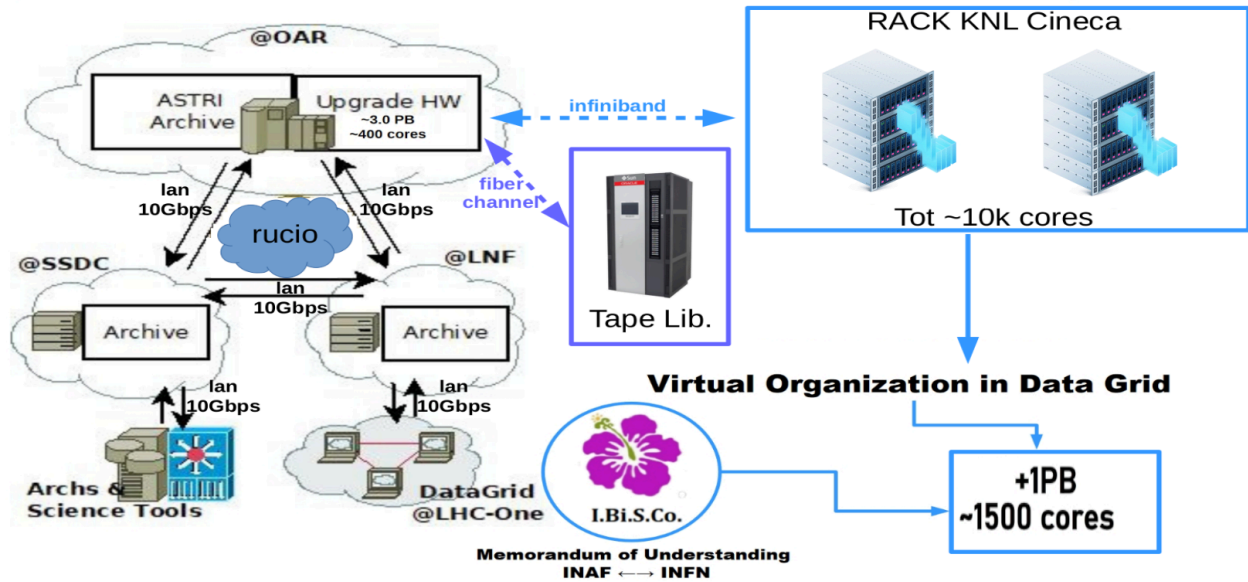 @OAR
ASTRI
Archive
Upgrade HW
~3.0 PB
~400 cores
infiniband
RACK KNL Cineca
Tot ~10k cores
fiber
channel
Tape Lib.
lan
10Gbps
lan
10Gbps
rucio
@SSDC
@LNF
lan
10Gbps
Archive
Archive
lan
10Gbps
lan
10Gbps
Archs &
Science Tools
DataGrid
@LHC-One
Virtual Organization in Data Grid
I.Bi.S.Co.
+1PB
~1500 cores
Memorandum of Understanding
INAF ←→ INFN